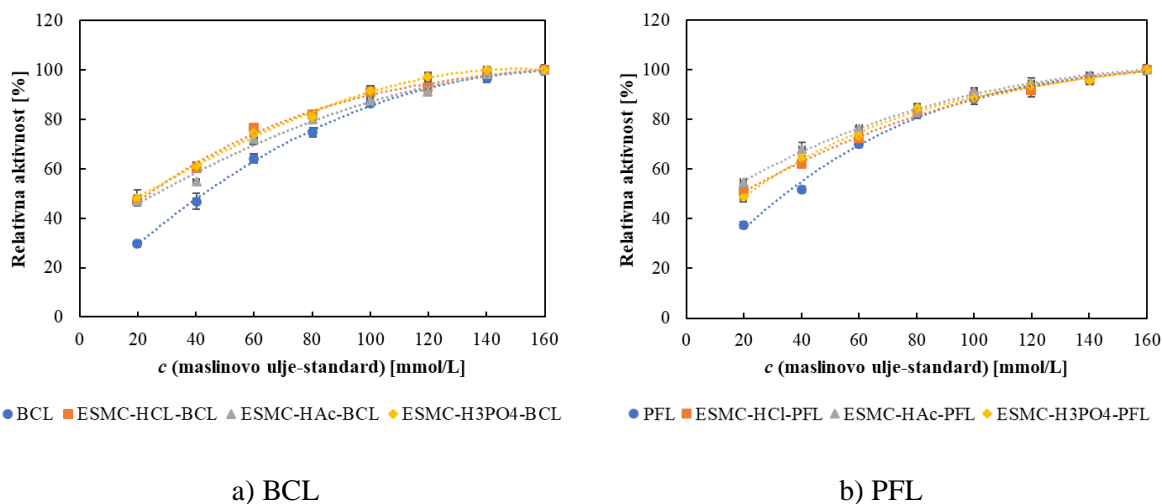 Relativna aktivnost [%]
120
100
80
60
40
20
0
0 20 40 60 80 100 120 140 160
c (maslinovo ulje-standard) [mmol/L]
BCL ESMC-HCL-BCL ESMC-HAc-BCL ESMC-H3PO4-BCL
a) BCL
Relativna aktivnost [%]
120
100
80
60
40
20
0
0 20 40 60 80 100 120 140 160
c (maslinovo ulje-standard) [mmol/L]
PFL ESMC-HCl-PFL ESMC-HAc-PFL ESMC-H3PO4-PFL
b) PFL